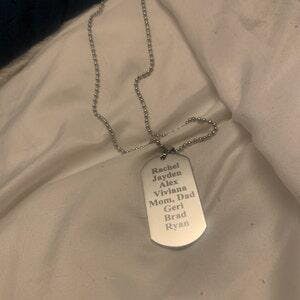 Rachel
Jayden
Alex
Viviana
Mom, Dad
Geri
Brad
Ryan